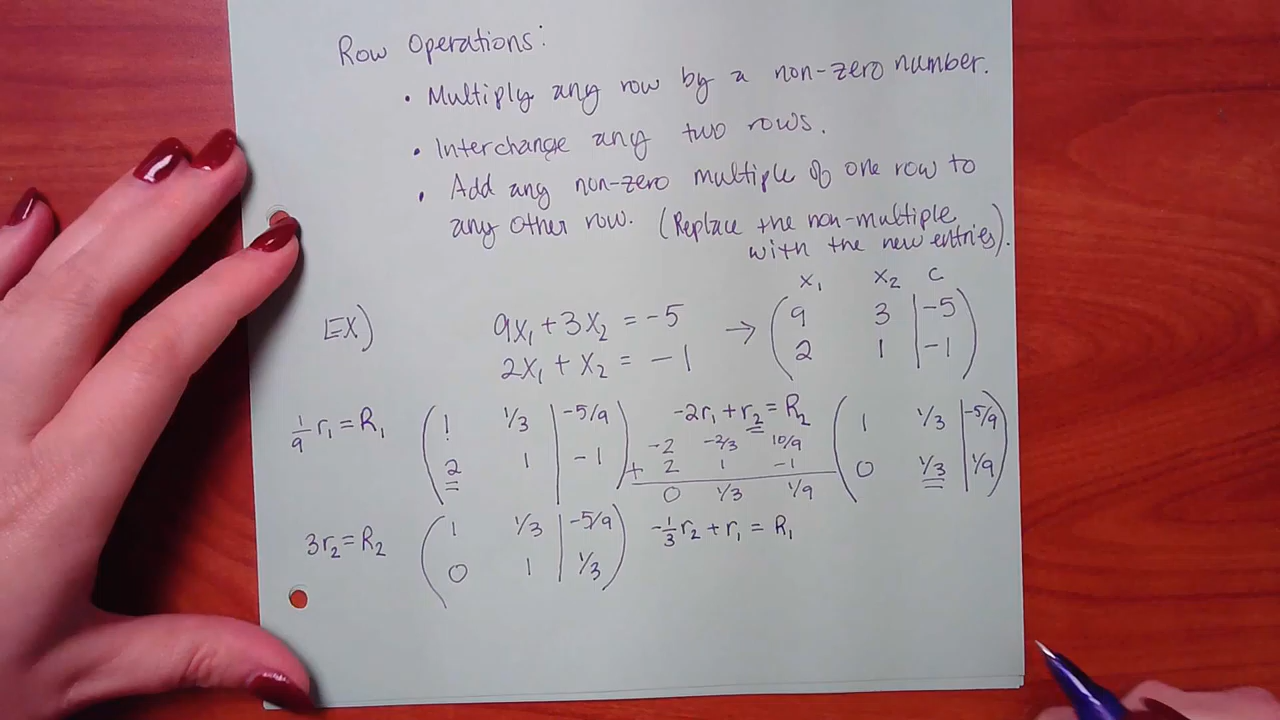 Row Operations:
• Multiply any row by a non-zero number.
• Interchange any two rows.
• Add any non-zero multiple of one row to
any other row. (Replace the non-multiple
with the new entries).
x₁ x₂ C
EX) 9x₁ + 3x₂ = -5 → ( 9 3 | -5 )
2x₁ + x₂ = -1 ( 2 1 | -1 )
1/9 r₁ = R₁ ( 1 1/3 | -5/9 ) -2r₁ + r₂ = R₂ ( 1 1/3 | -5/9 )
-2 -2/3 10/9
( 2 1 | -1 ) + 2 1 -1 ( 0 1/3 | 1/9 )
0 1/3 1/9
3r₂ = R₂ ( 1 1/3 | -5/9 ) -1/3 r₂ + r₁ = R₁
( 0 1 | 1/3 )